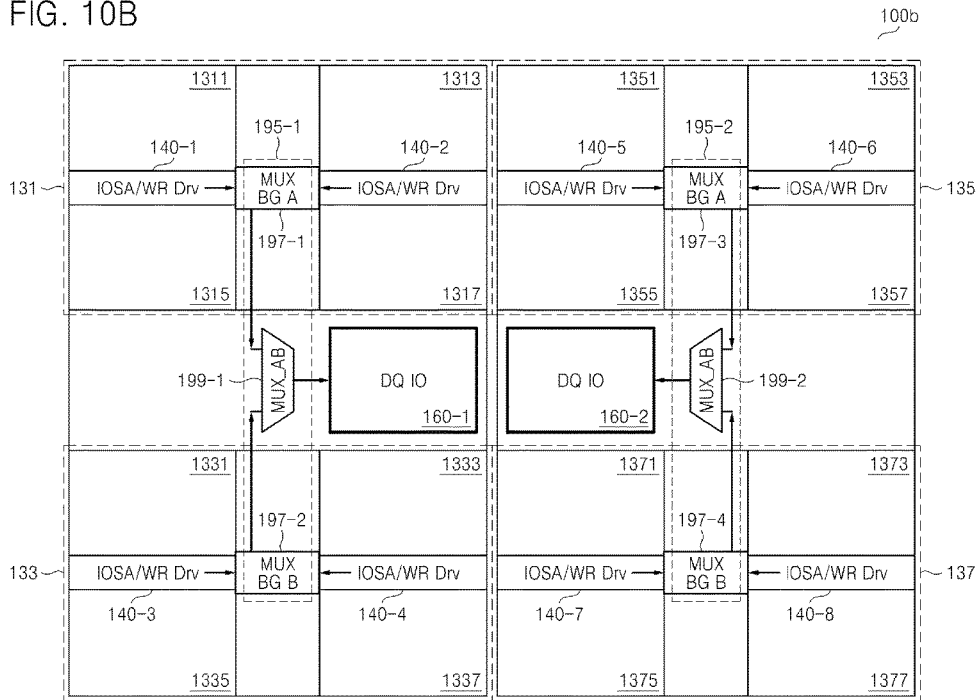 FIG. 10B
100b
1311 1313 1351 1353
195-1 195-2
140-1 140-2 140-5 140-6
131 IOSA/WR Drv MUX BG A IOSA/WR Drv IOSA/WR Drv MUX BG A IOSA/WR Drv 135
197-1 197-3
1315 1317 1355 1357
199-1 MUX_AB DQ IO DQ IO MUX_AB 199-2
160-1 160-2
1331 1333 1371 1373
197-2 197-4
133 IOSA/WR Drv MUX BG B IOSA/WR Drv IOSA/WR Drv MUX BG B IOSA/WR Drv 137
140-3 140-4 140-7 140-8
1335 1337 1375 1377